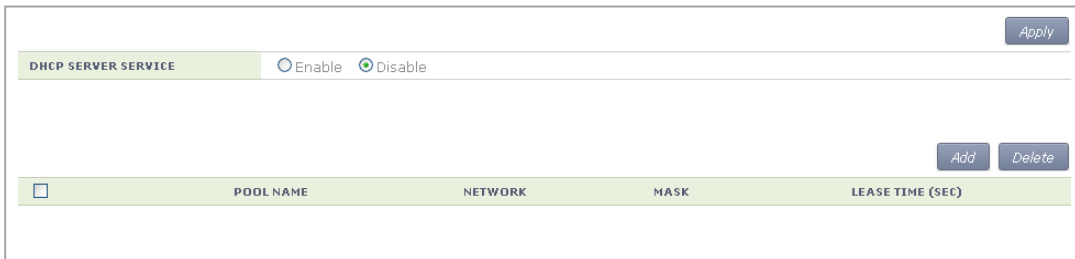 Apply
DHCP SERVER SERVICE Enable Disable
Add Delete
POOL NAME NETWORK MASK LEASE TIME (SEC)